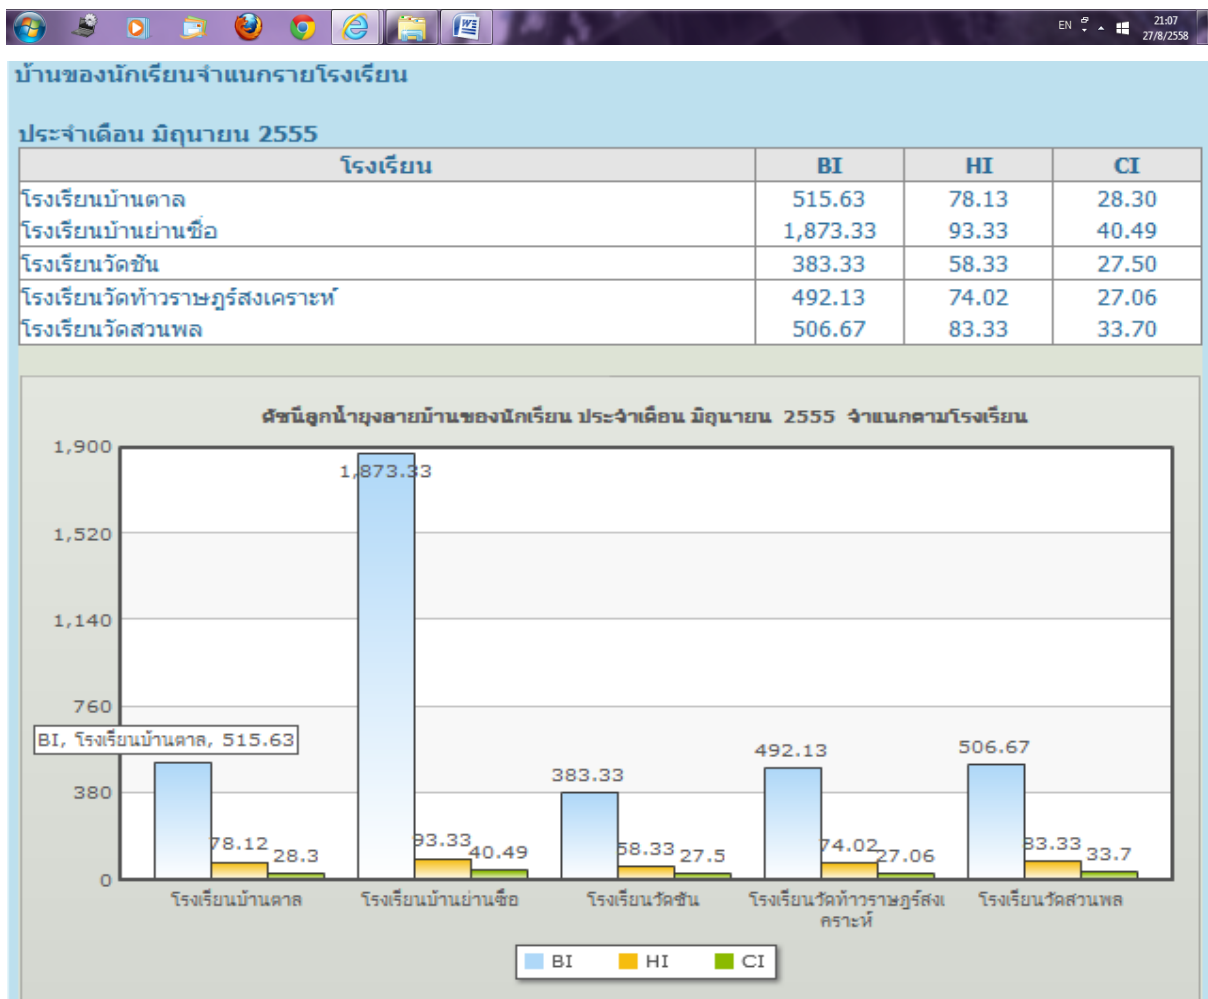 EN
21:07
27/8/2558
บ้านของนักเรียนจำแนกรายโรงเรียน
ประจำเดือน มิถุนายน 2555
โรงเรียน BI HI CI
โรงเรียนบ้านตาล 515.63 78.13 28.30
โรงเรียนบ้านย่านซื่อ 1,873.33 93.33 40.49
โรงเรียนวัดชัน 383.33 58.33 27.50
โรงเรียนวัดท้าวราษฎร์สงเคราะห์ 492.13 74.02 27.06
โรงเรียนวัดสวนพล 506.67 83.33 33.70
ดัชนีลูกน้ำยุงลายบ้านของนักเรียน ประจำเดือน มิถุนายน 2555 จำแนกตามโรงเรียน
1,900
1,873.33
1,520
1,140
760
BI, โรงเรียนบ้านตาล, 515.63
492.13 506.67
383.33
380
78.12 28.3 93.33 40.49 58.33 27.5 74.02 27.06 83.33 33.7
0
โรงเรียนบ้านตาล โรงเรียนบ้านย่านซื่อ โรงเรียนวัดชัน โรงเรียนวัดท้าวราษฎร์สงเ โรงเรียนวัดสวนพล
คราะห์
BI HI CI